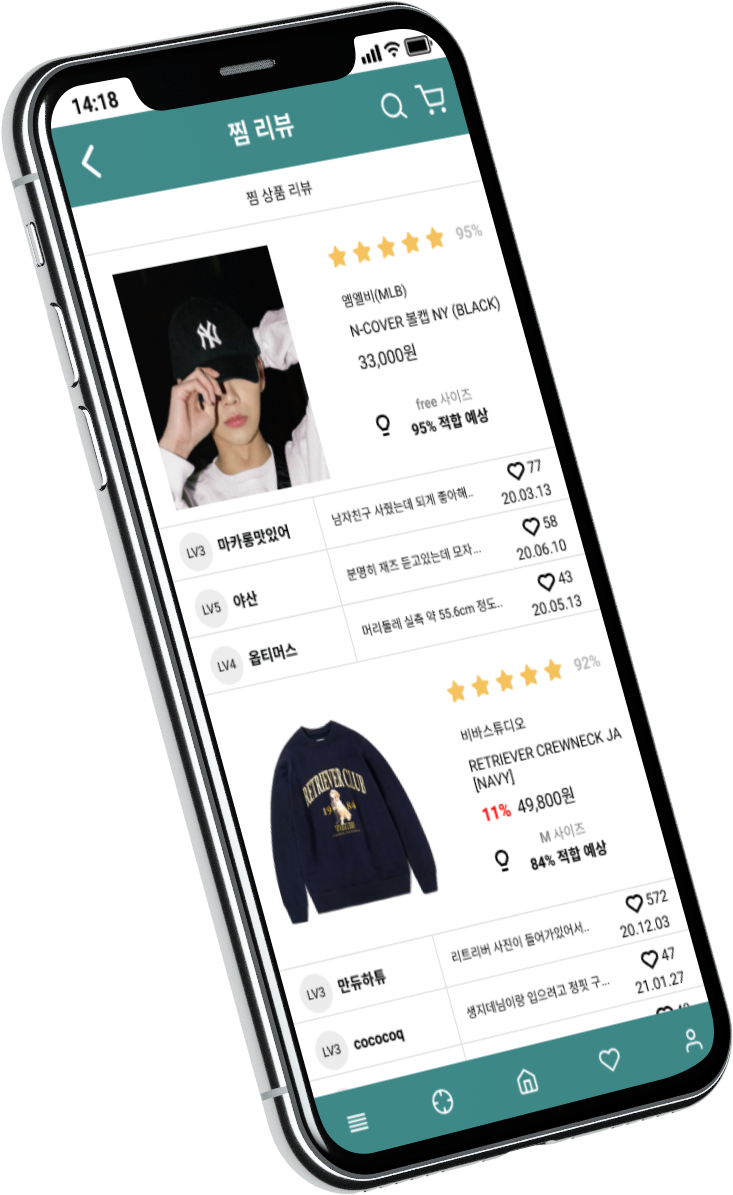 14:18
찜 리뷰
찜 상품 리뷰
95%
엠엘비(MLB)
N-COVER 볼캡 NY (BLACK)
33,000원
free 사이즈
95% 적합 예상
NY
LV3 마카롱맛있어 남자친구 사줬는데 되게 좋아해.. 77
20.03.13
LV5 야산 분명히 재즈 듣고있는데 모자... 58
20.06.10
LV4 옵티머스 머리둘레 실측 약 55.6cm 정도.. 43
20.05.13
92%
비바스튜디오
RETRIEVER CREWNECK JA
[NAVY]
11% 49,800원
M 사이즈
84% 적합 예상
RETRIEVER CLUB
19 84
LV3 만듀하튜 리트리버 사진이 들어가있어서.. 572
20.12.03
LV3 cococoq 생지데님이랑 입으려고 정핏 구... 47
21.01.27